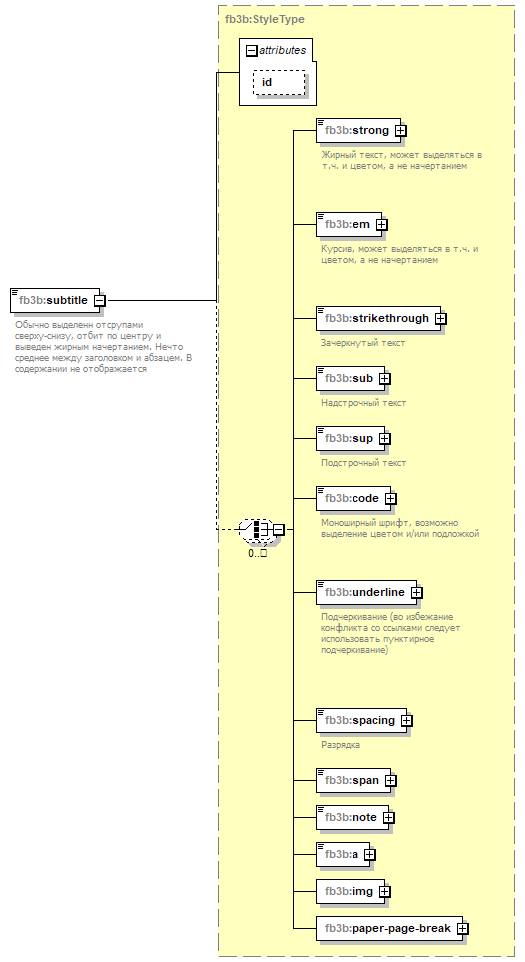 fb3b:StyleType
attributes
id
fb3b:strong
Жирный текст, может выделяться в
т.ч. и цветом, а не начертанием
fb3b:em
Курсив, может выделяться в т.ч. и
цветом, а не начертанием
fb3b:subtitle
Обычно выделенн отсрупами
сверху-снизу, отбит по центру и
выведен жирным начертанием. Нечто
среднее между заголовком и абзацем. В
содержании не отображается
fb3b:strikethrough
Зачеркнутый текст
fb3b:sub
Надстрочный текст
fb3b:sup
Подстрочный текст
fb3b:code
Моноширный шрифт, возможно
выделение цветом и/или подложкой
0..
fb3b:underline
Подчеркивание (во избежание
конфликта со ссылками следует
использовать пунктирное
подчеркивание)
fb3b:spacing
Разрядка
fb3b:span
fb3b:note
fb3b:a
fb3b:img
fb3b:paper-page-break